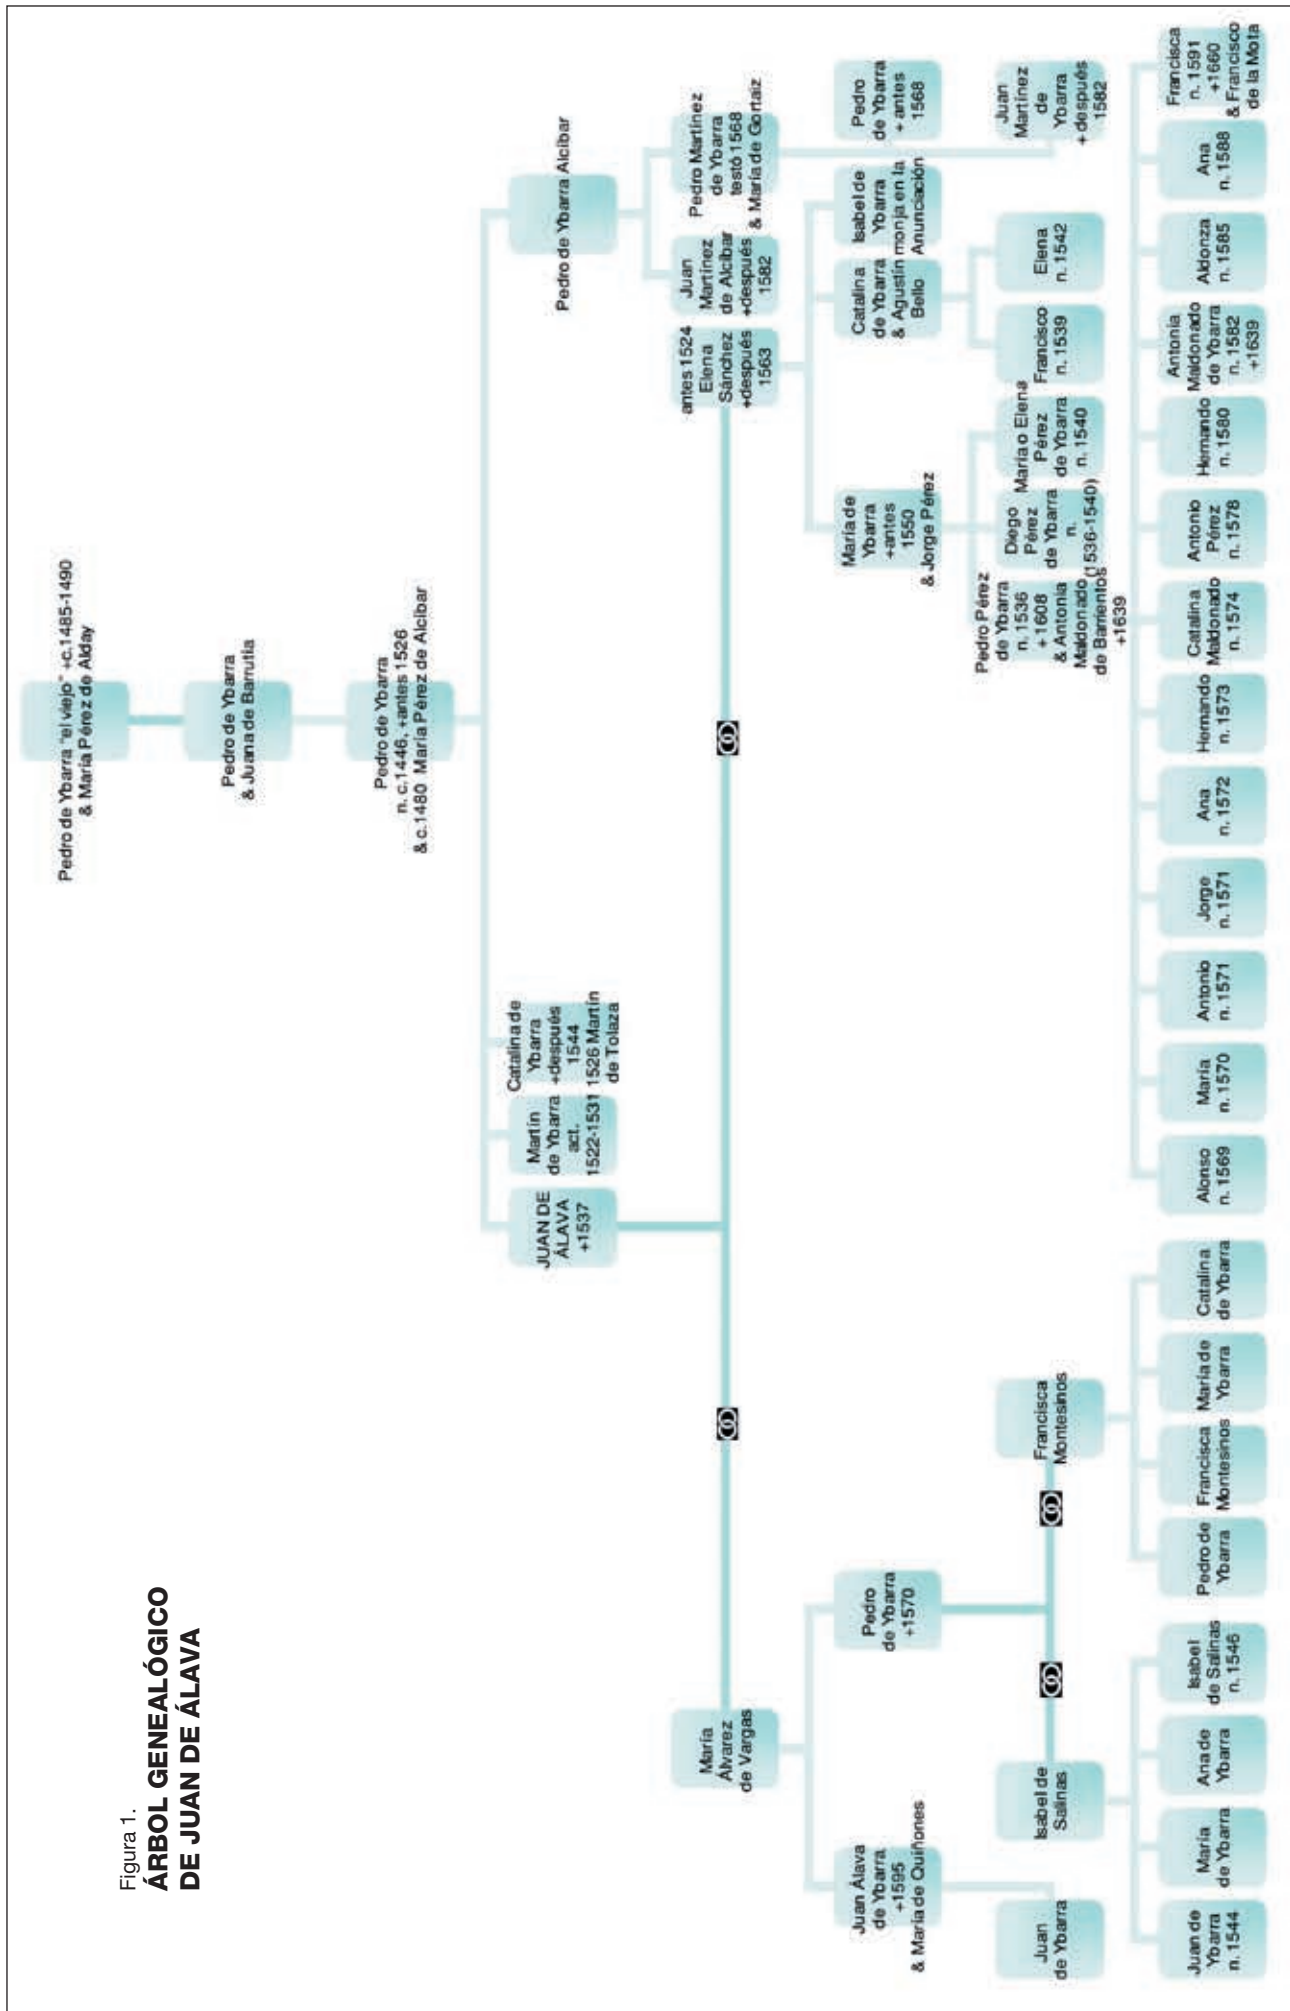 Figura 1.
ÁRBOL GENEALÓGICO
DE JUAN DE ÁLAVA
Pedro de Ybarra "el viejo" +c.1485-1490
& María Pérez de Alday
Pedro de Ybarra
& Juana de Barrutia
Pedro de Ybarra
n. c.1446, +antes 1526
& c.1480 María Pérez de Alcibar
JUAN DE
ÁLAVA
+1537
Martín
de Ybarra
act.
1522-1531
Catalina de
Ybarra
+después
1544
1526 Martín
de Tolaza
Pedro de Ybarra Alcibar
María
Álvarez
de Vargas
antes 1524
Elena
Sánchez
+después
1563
Juan
Martínez
de Alcibar
+después
1582
Pedro Martínez
de Ybarra
testó 1568
& María de Gortaiz
Juan Álava
de Ybarra
+1595
& María de Quiñones
Pedro
de Ybarra
+1570
María de
Ybarra
+antes
1550
& Jorge Pérez
Catalina
de Ybarra
& Agustín
Bello
Isabel de
Ybarra
monja en la
Anunciación
Pedro
de Ybarra
+ antes
1568
Juan
de Ybarra
Isabel de
Salinas
Francisca
Montesinos
Pedro Pérez
de Ybarra
n. 1536
+ 1608
& Antonia
Maldonado
de Barrientos
+1639
Diego
Pérez
de Ybarra
n.
(1536-1540)
María o Elena
Pérez
de Ybarra
n. 1540
Francisco
n. 1539
Elena
n. 1542
Juan
Martínez
de
Ybarra
+ después
1582
Juan de
Ybarra
n. 1544
María
de Ybarra
Ana de
Ybarra
Isabel
de Salinas
n. 1546
Pedro de
Ybarra
Francisca
Montesinos
María de
Ybarra
Catalina
de Ybarra
Alonso
n. 1569
María
n. 1570
Antonio
n. 1571
Jorge
n. 1571
Ana
n. 1572
Hernando
n. 1573
Catalina
Maldonado
n. 1574
Antonio
Pérez
n. 1578
Hernando
n. 1580
Antonia
Maldonado
de Ybarra
n. 1582
+1639
Aldonza
n. 1585
Ana
n. 1588
Francisca
n. 1591
+1660
& Francisco
de la Mota